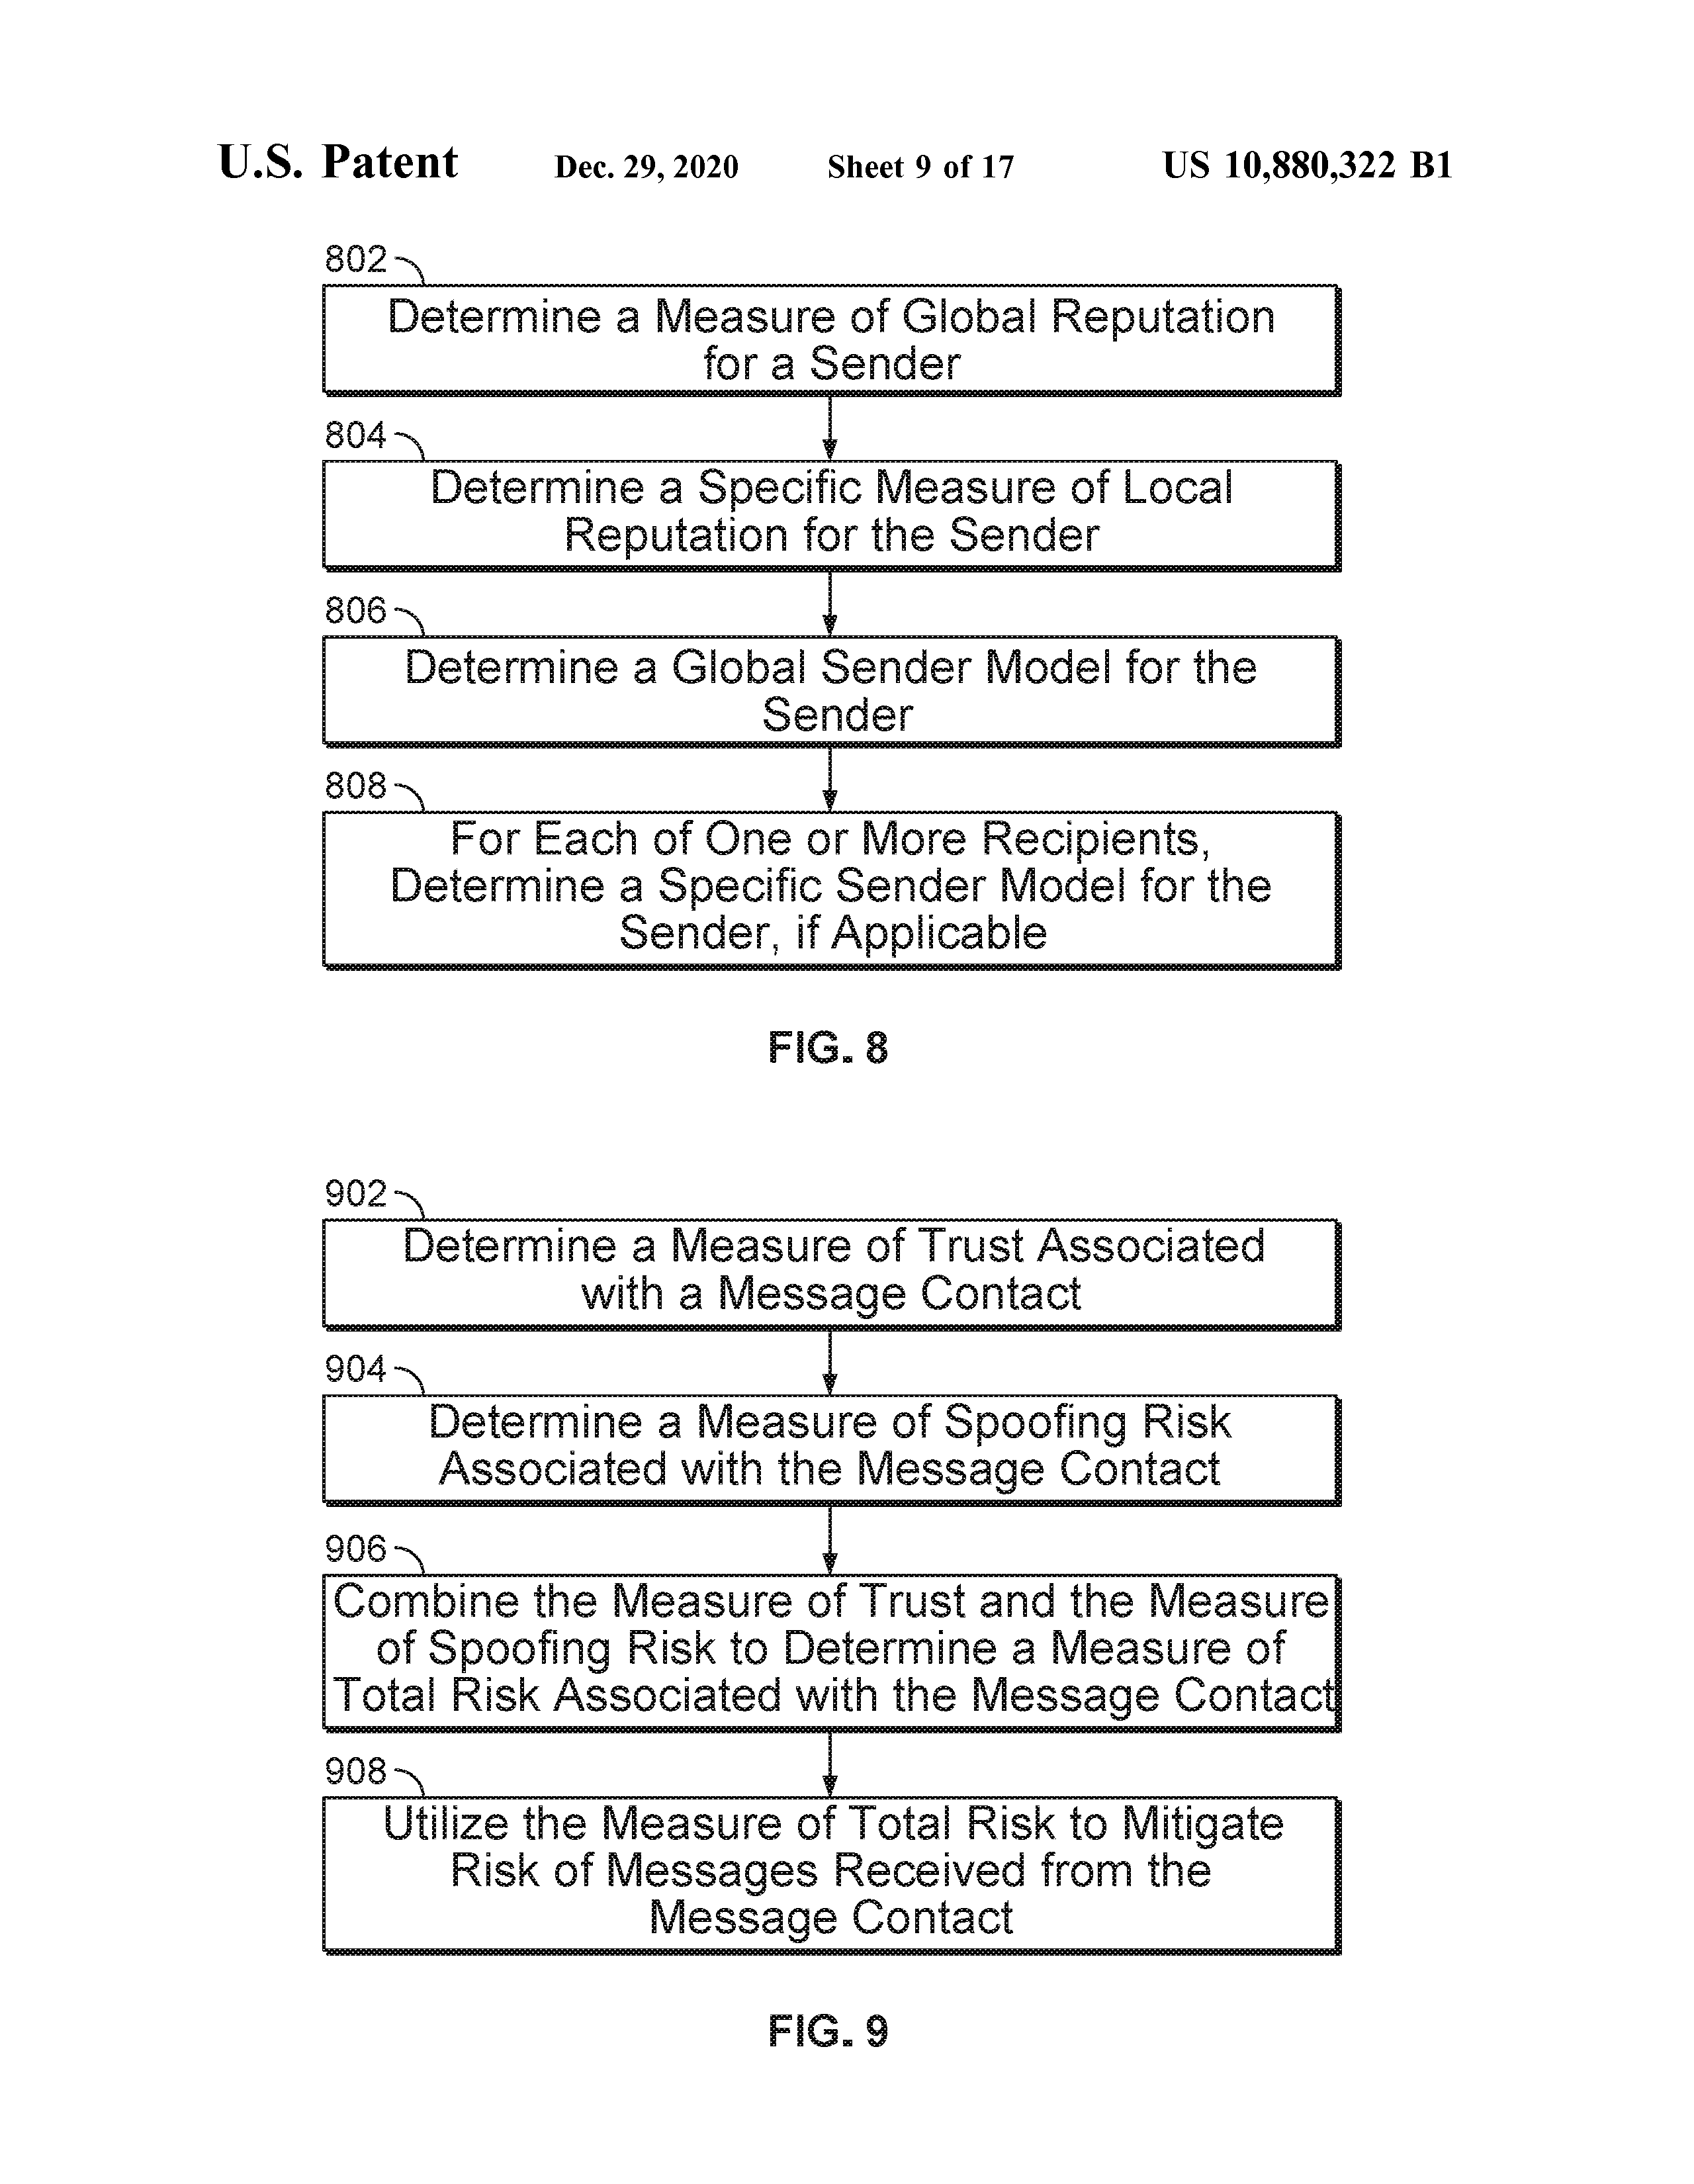 U.S. Patent Dec. 29, 2020 Sheet 9 of 17 US 10,880,322 B1
802
Determine a Measure of Global Reputation
for a Sender
804
Determine a Specific Measure of Local
Reputation for the Sender
806
Determine a Global Sender Model for the
Sender
808
For Each of One or More Recipients,
Determine a Specific Sender Model for the
Sender, if Applicable
FIG. 8
902
Determine a Measure of Trust Associated
with a Message Contact
904
Determine a Measure of Spoofing Risk
Associated with the Message Contact
906
Combine the Measure of Trust and the Measure
of Spoofing Risk to Determine a Measure of
Total Risk Associated with the Message Contact
908
Utilize the Measure of Total Risk to Mitigate
Risk of Messages Received from the
Message Contact
FIG. 9